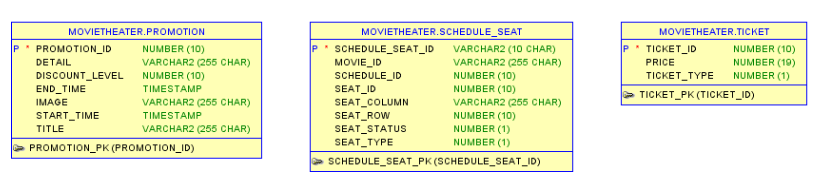 MOVIETHEATER.PROMOTION
P * PROMOTION_ID NUMBER (10)
DETAIL VARCHAR2 (255 CHAR)
DISCOUNT_LEVEL NUMBER (10)
END_TIME TIMESTAMP
IMAGE VARCHAR2 (255 CHAR)
START_TIME TIMESTAMP
TITLE VARCHAR2 (255 CHAR)
PROMOTION_PK (PROMOTION_ID)
MOVIETHEATER.SCHEDULE_SEAT
P * SCHEDULE_SEAT_ID VARCHAR2 (10 CHAR)
MOVIE_ID VARCHAR2 (255 CHAR)
SCHEDULE_ID NUMBER (10)
SEAT_ID NUMBER (10)
SEAT_COLUMN VARCHAR2 (255 CHAR)
SEAT_ROW NUMBER (10)
SEAT_STATUS NUMBER (1)
SEAT_TYPE NUMBER (1)
SCHEDULE_SEAT_PK (SCHEDULE_SEAT_ID)
MOVIETHEATER.TICKET
P * TICKET_ID NUMBER (10)
PRICE NUMBER (19)
TICKET_TYPE NUMBER (1)
TICKET_PK (TICKET_ID)